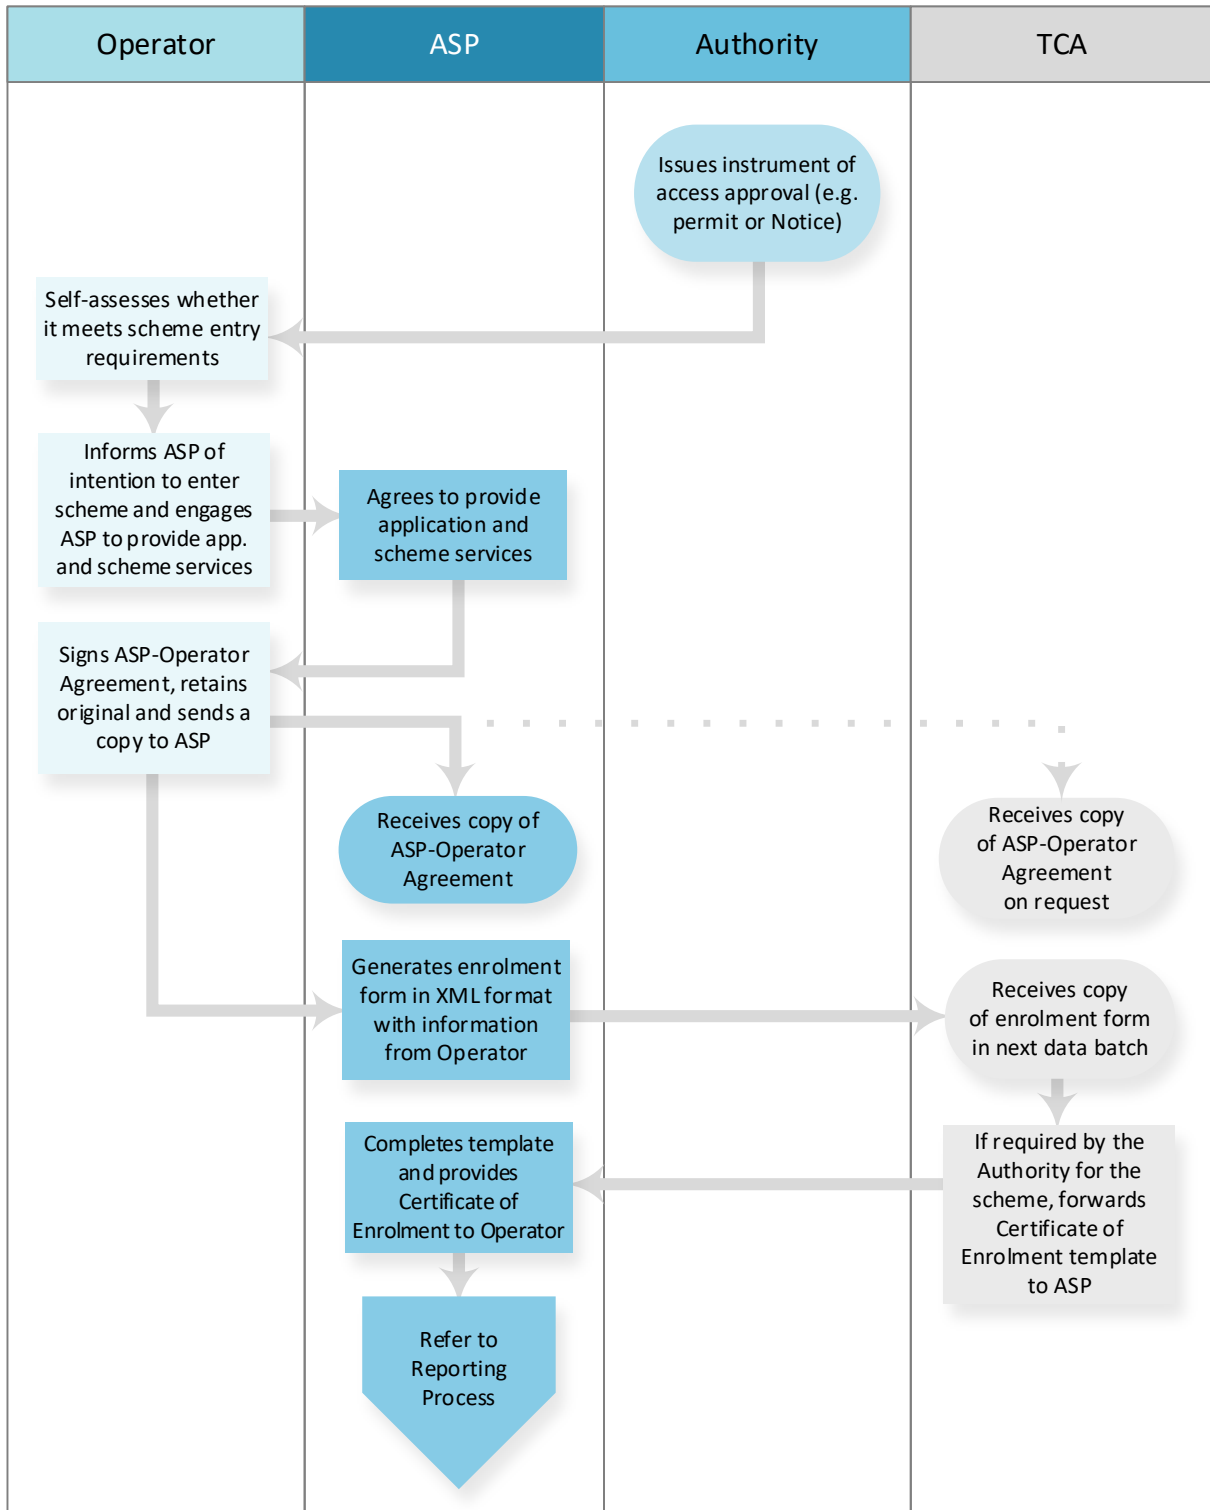 Operator
ASP
Authority
TCA
Issues instrument of
access approval (e.g.
permit or Notice)
Self-assesses whether
it meets scheme entry
requirements
Informs ASP of
intention to enter
scheme and engages
ASP to provide app.
and scheme services
Agrees to provide
application and
scheme services
Signs ASP-Operator
Agreement, retains
original and sends a
copy to ASP
Receives copy of
ASP-Operator
Agreement
Receives copy
of ASP-Operator
Agreement
on request
Generates enrolment
form in XML format
with information
from Operator
Receives copy
of enrolment form
in next data batch
Completes template
and provides
Certificate of
Enrolment to Operator
If required by the
Authority for the
scheme, forwards
Certificate of
Enrolment template
to ASP
Refer to
Reporting
Process